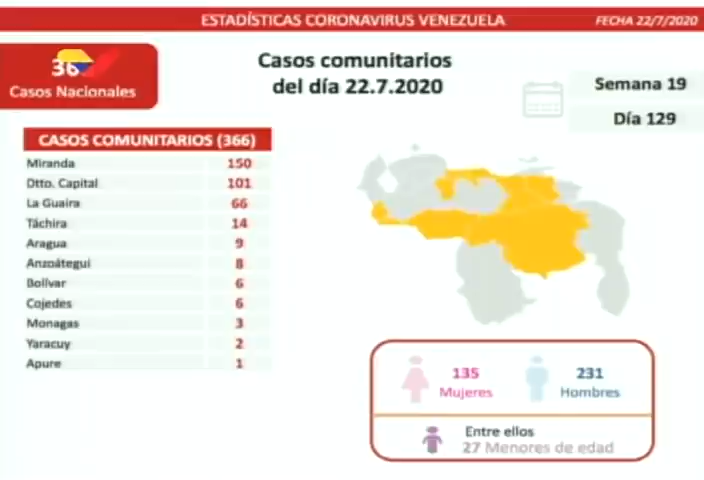 ESTADÍSTICAS CORONAVIRUS VENEZUELA
FECHA 22/7/2020
36
Casos Nacionales
Casos comunitarios
del día 22.7.2020
Semana 19
Día 129
CASOS COMUNITARIOS (366)
Miranda 150
Dtto. Capital 101
La Guaira 66
Táchira 14
Aragua 9
Anzoátegui 8
Bolívar 6
Cojedes 6
Monagas 3
Yaracuy 2
Apure 1
135
Mujeres
231
Hombres
Entre ellos
27 Menores de edad